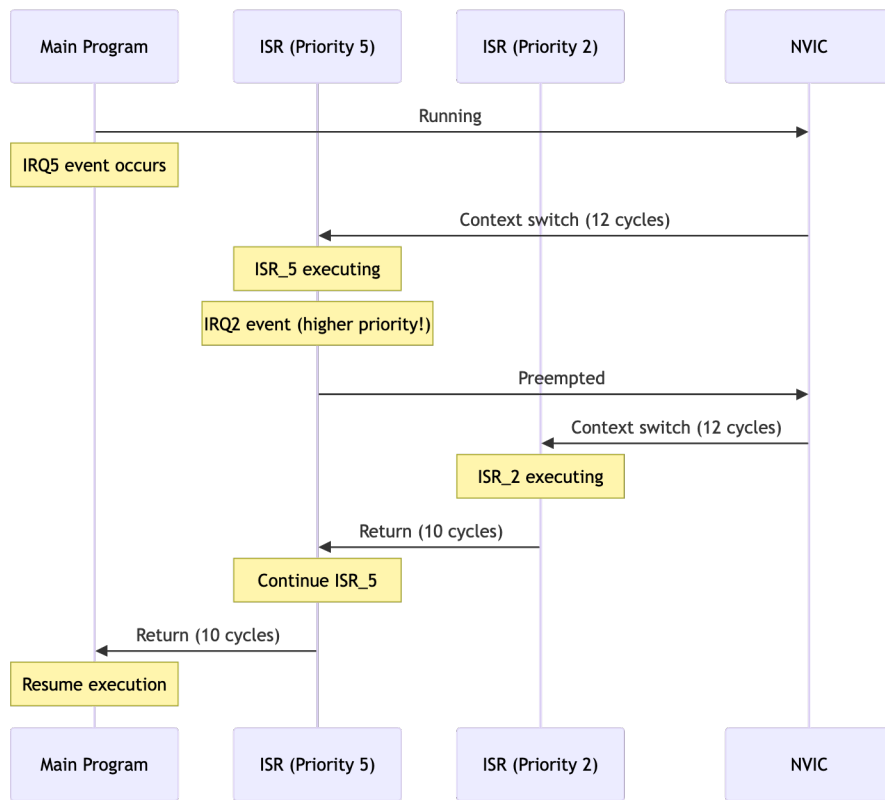 Main Program
ISR (Priority 5)
ISR (Priority 2)
NVIC
Running
IRQ5 event occurs
Context switch (12 cycles)
ISR_5 executing
IRQ2 event (higher priority!)
Preempted
Context switch (12 cycles)
ISR_2 executing
Return (10 cycles)
Continue ISR_5
Return (10 cycles)
Resume execution
Main Program
ISR (Priority 5)
ISR (Priority 2)
NVIC